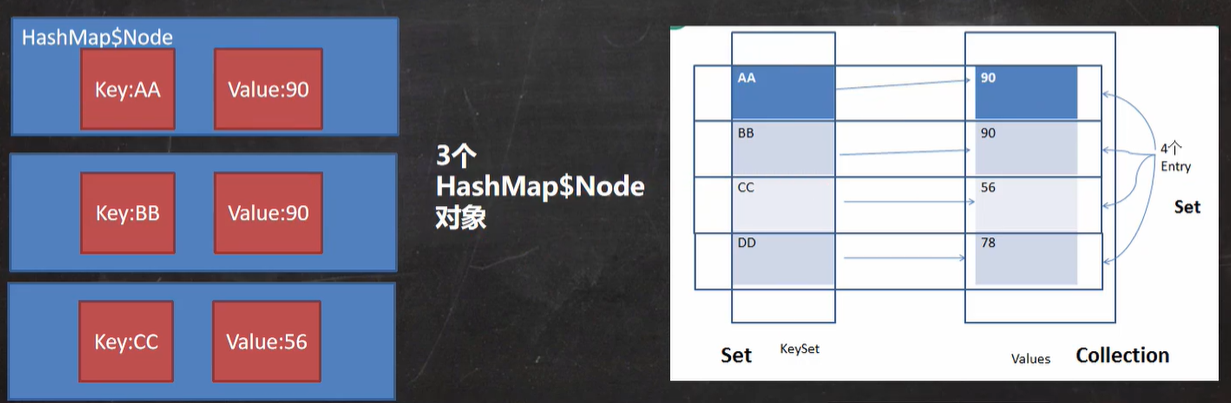 HashMap$Node
Key:AA
Value:90
Key:BB
Value:90
Key:CC
Value:56
3个
HashMap$Node
对象
AA
90
BB
90
CC
56
DD
78
4个
Entry
Set
Set
KeySet
Values
Collection